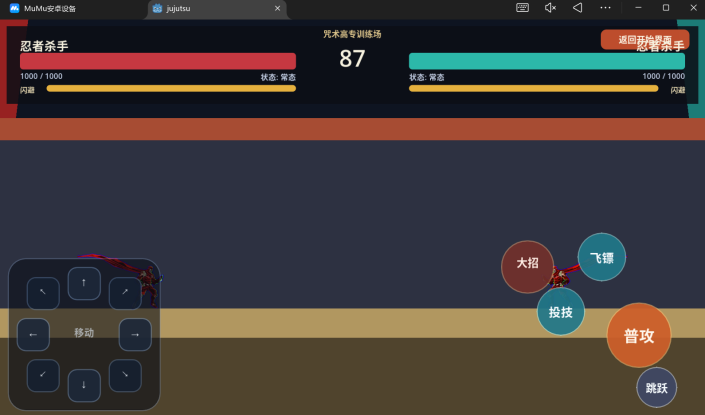 MuMu安卓设备
jujutsu
咒术高专训练场
返回开始界面
忍者杀手
87
忍者杀手
1000 / 1000
状态: 常态
状态: 常态
1000 / 1000
闪避
闪避
大招
飞镖
投技
普攻
跳跃
↑
↖
↗
←
移动
→
↙
↘
↓